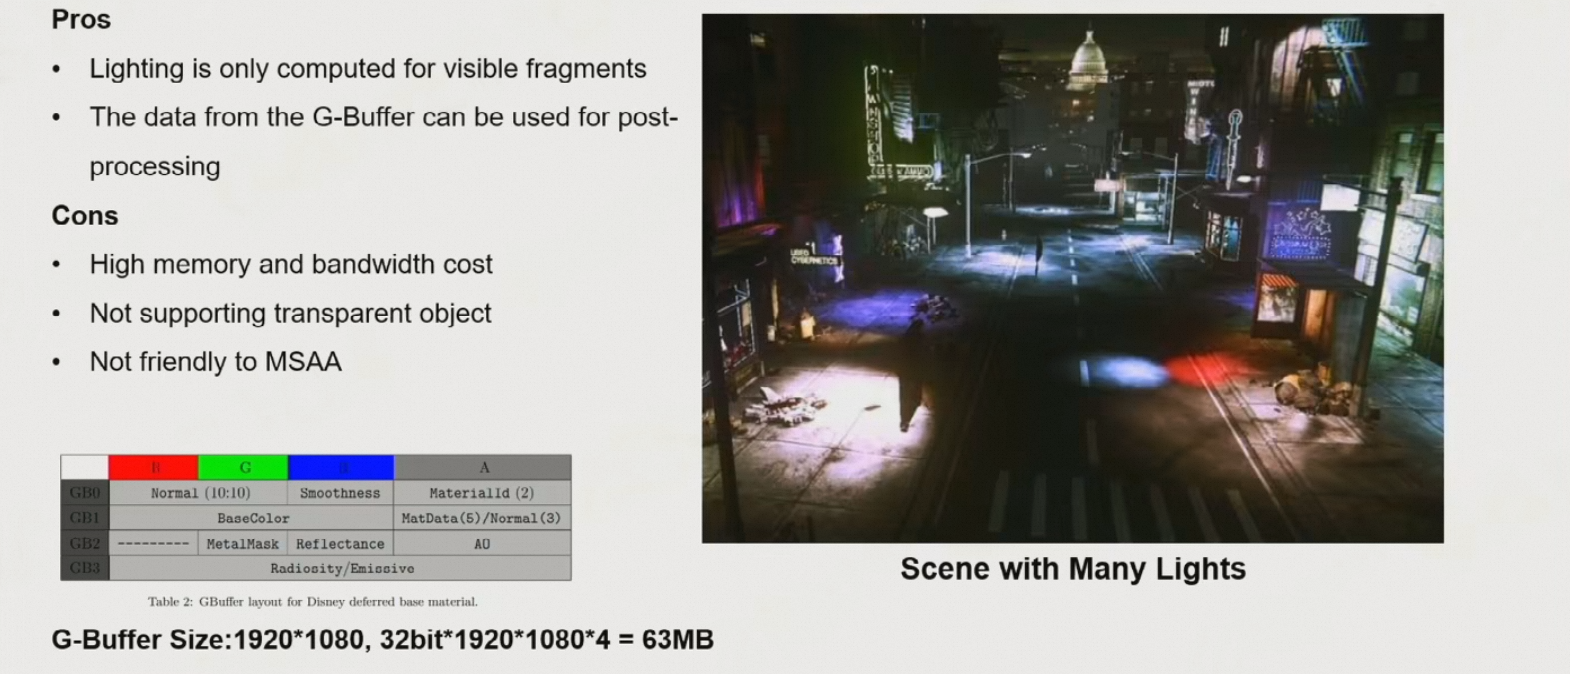 Pros
• Lighting is only computed for visible fragments
• The data from the G-Buffer can be used for post-
processing
Cons
• High memory and bandwidth cost
• Not supporting transparent object
• Not friendly to MSAA
R G B A
GB0 Normal (10:10) Smoothness MaterialId (2)
GB1 BaseColor MatData(5)/Normal(3)
GB2 --------- MetalMask Reflectance AO
GB3 Radiosity/Emissive
Table 2: GBuffer layout for Disney deferred base material.
G-Buffer Size:1920*1080, 32bit*1920*1080*4 = 63MB
USED
CYBERNETICS
Scene with Many Lights